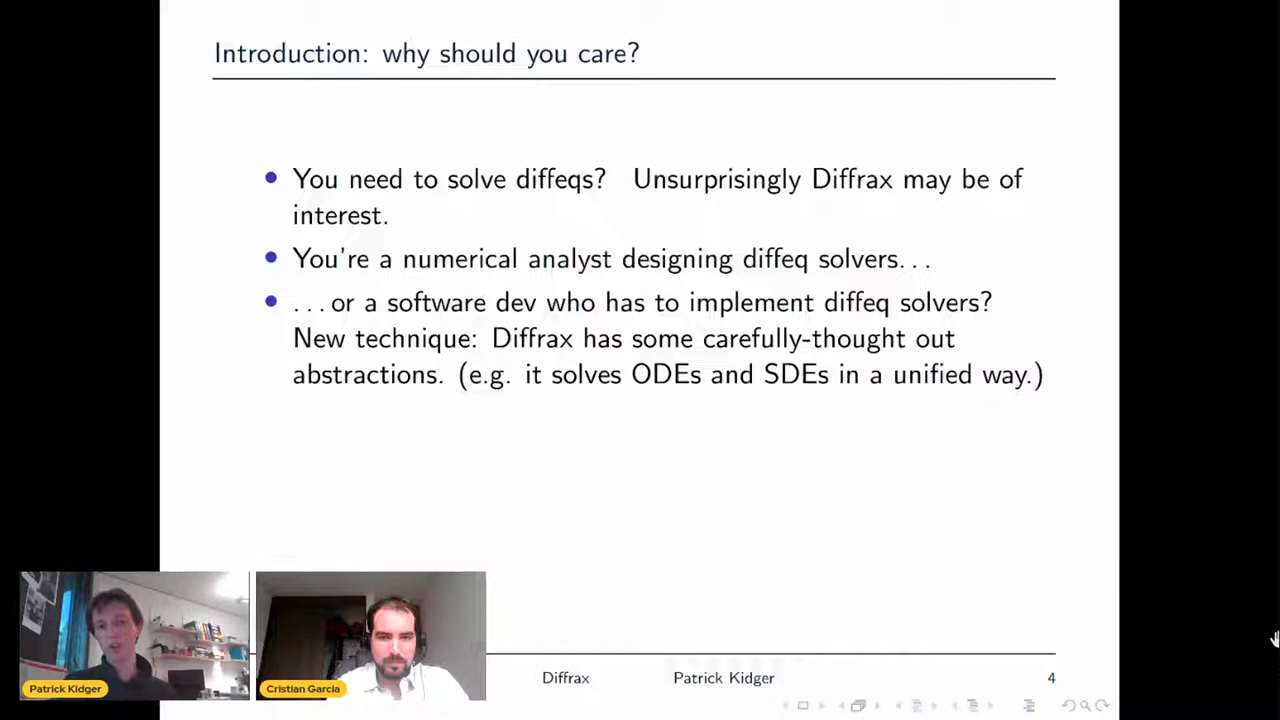 Introduction: why should you care?
You need to solve diffeqs? Unsurprisingly Diffrax may be of
interest.
You're a numerical analyst designing diffeq solvers...
...or a software dev who has to implement diffeq solvers?
New technique: Diffrax has some carefully-thought out
abstractions. (e.g. it solves ODEs and SDEs in a unified way.)
Patrick Kidger
Cristian Garcia
Diffrax Patrick Kidger 4